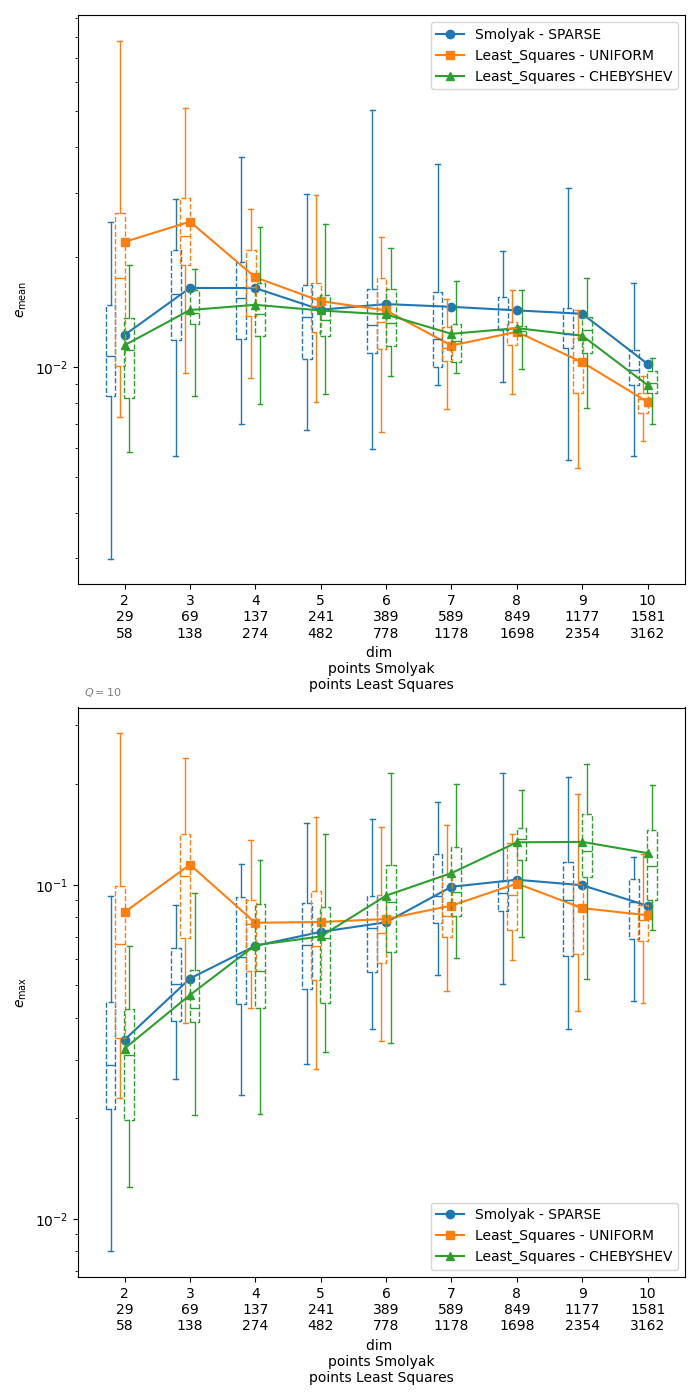 Smolyak - SPARSE
Least_Squares - UNIFORM
Least_Squares - CHEBYSHEV
e_mean
10⁻²
2 3 4 5 6 7 8 9 10
29 69 137 241 389 589 849 1177 1581
58 138 274 482 778 1178 1698 2354 3162
dim
points Smolyak
points Least Squares
Q = 10
e_max
10⁻¹
10⁻²
Smolyak - SPARSE
Least_Squares - UNIFORM
Least_Squares - CHEBYSHEV
2 3 4 5 6 7 8 9 10
29 69 137 241 389 589 849 1177 1581
58 138 274 482 778 1178 1698 2354 3162
dim
points Smolyak
points Least Squares